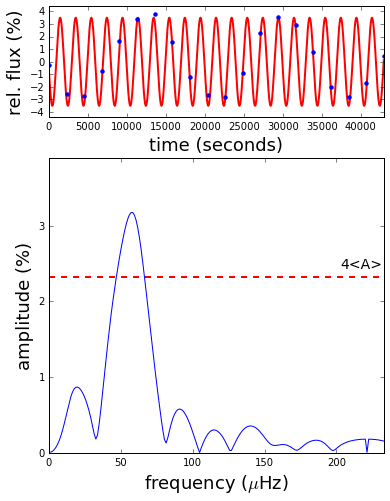 rel. flux (%)
4
3
2
1
0
−1
−2
−3
−4
0 5000 10000 15000 20000 25000 30000 35000 40000
time (seconds)
amplitude (%)
3
2
1
0
4<A>
0 50 100 150 200
frequency (μHz)